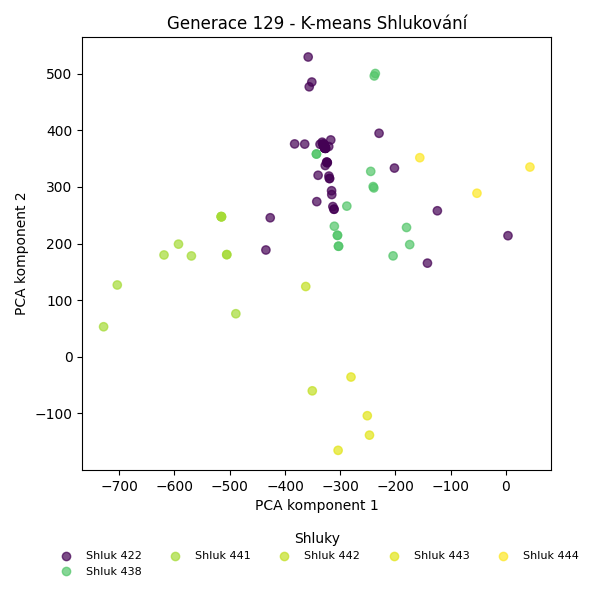 Generace 129 - K-means Shlukování
PCA komponent 2
500
400
300
200
100
0
−100
−700 −600 −500 −400 −300 −200 −100 0
PCA komponent 1
Shluky
Shluk 422 Shluk 441 Shluk 442 Shluk 443 Shluk 444
Shluk 438